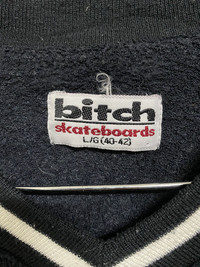 bitch
skateboards
L/G (40-42)